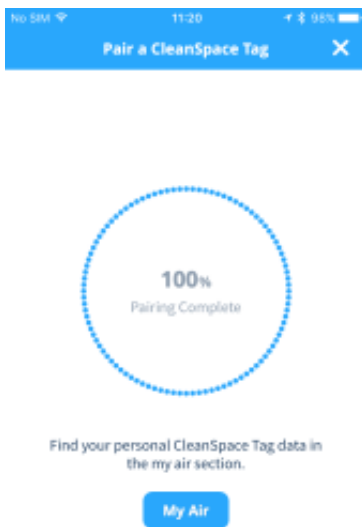 No SIM 11:20 98%
Pair a CleanSpace Tag
100%
Pairing Complete
Find your personal CleanSpace Tag data in
the my air section.
My Air